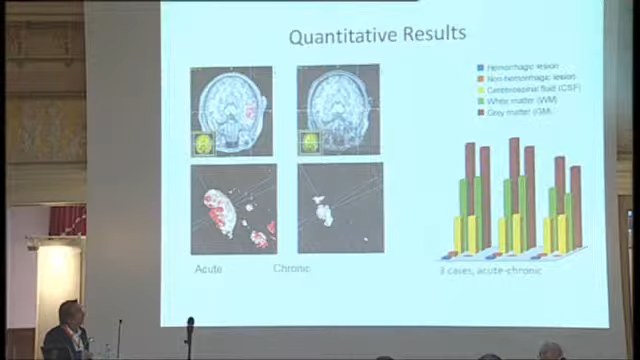 Quantitative Results
Hemorrhagic lesion
Non-hemorrhagic lesion
Cerebrospinal fluid (CSF)
White matter (WM)
Grey matter (GM)
Acute
Chronic
3 cases, acute-chronic